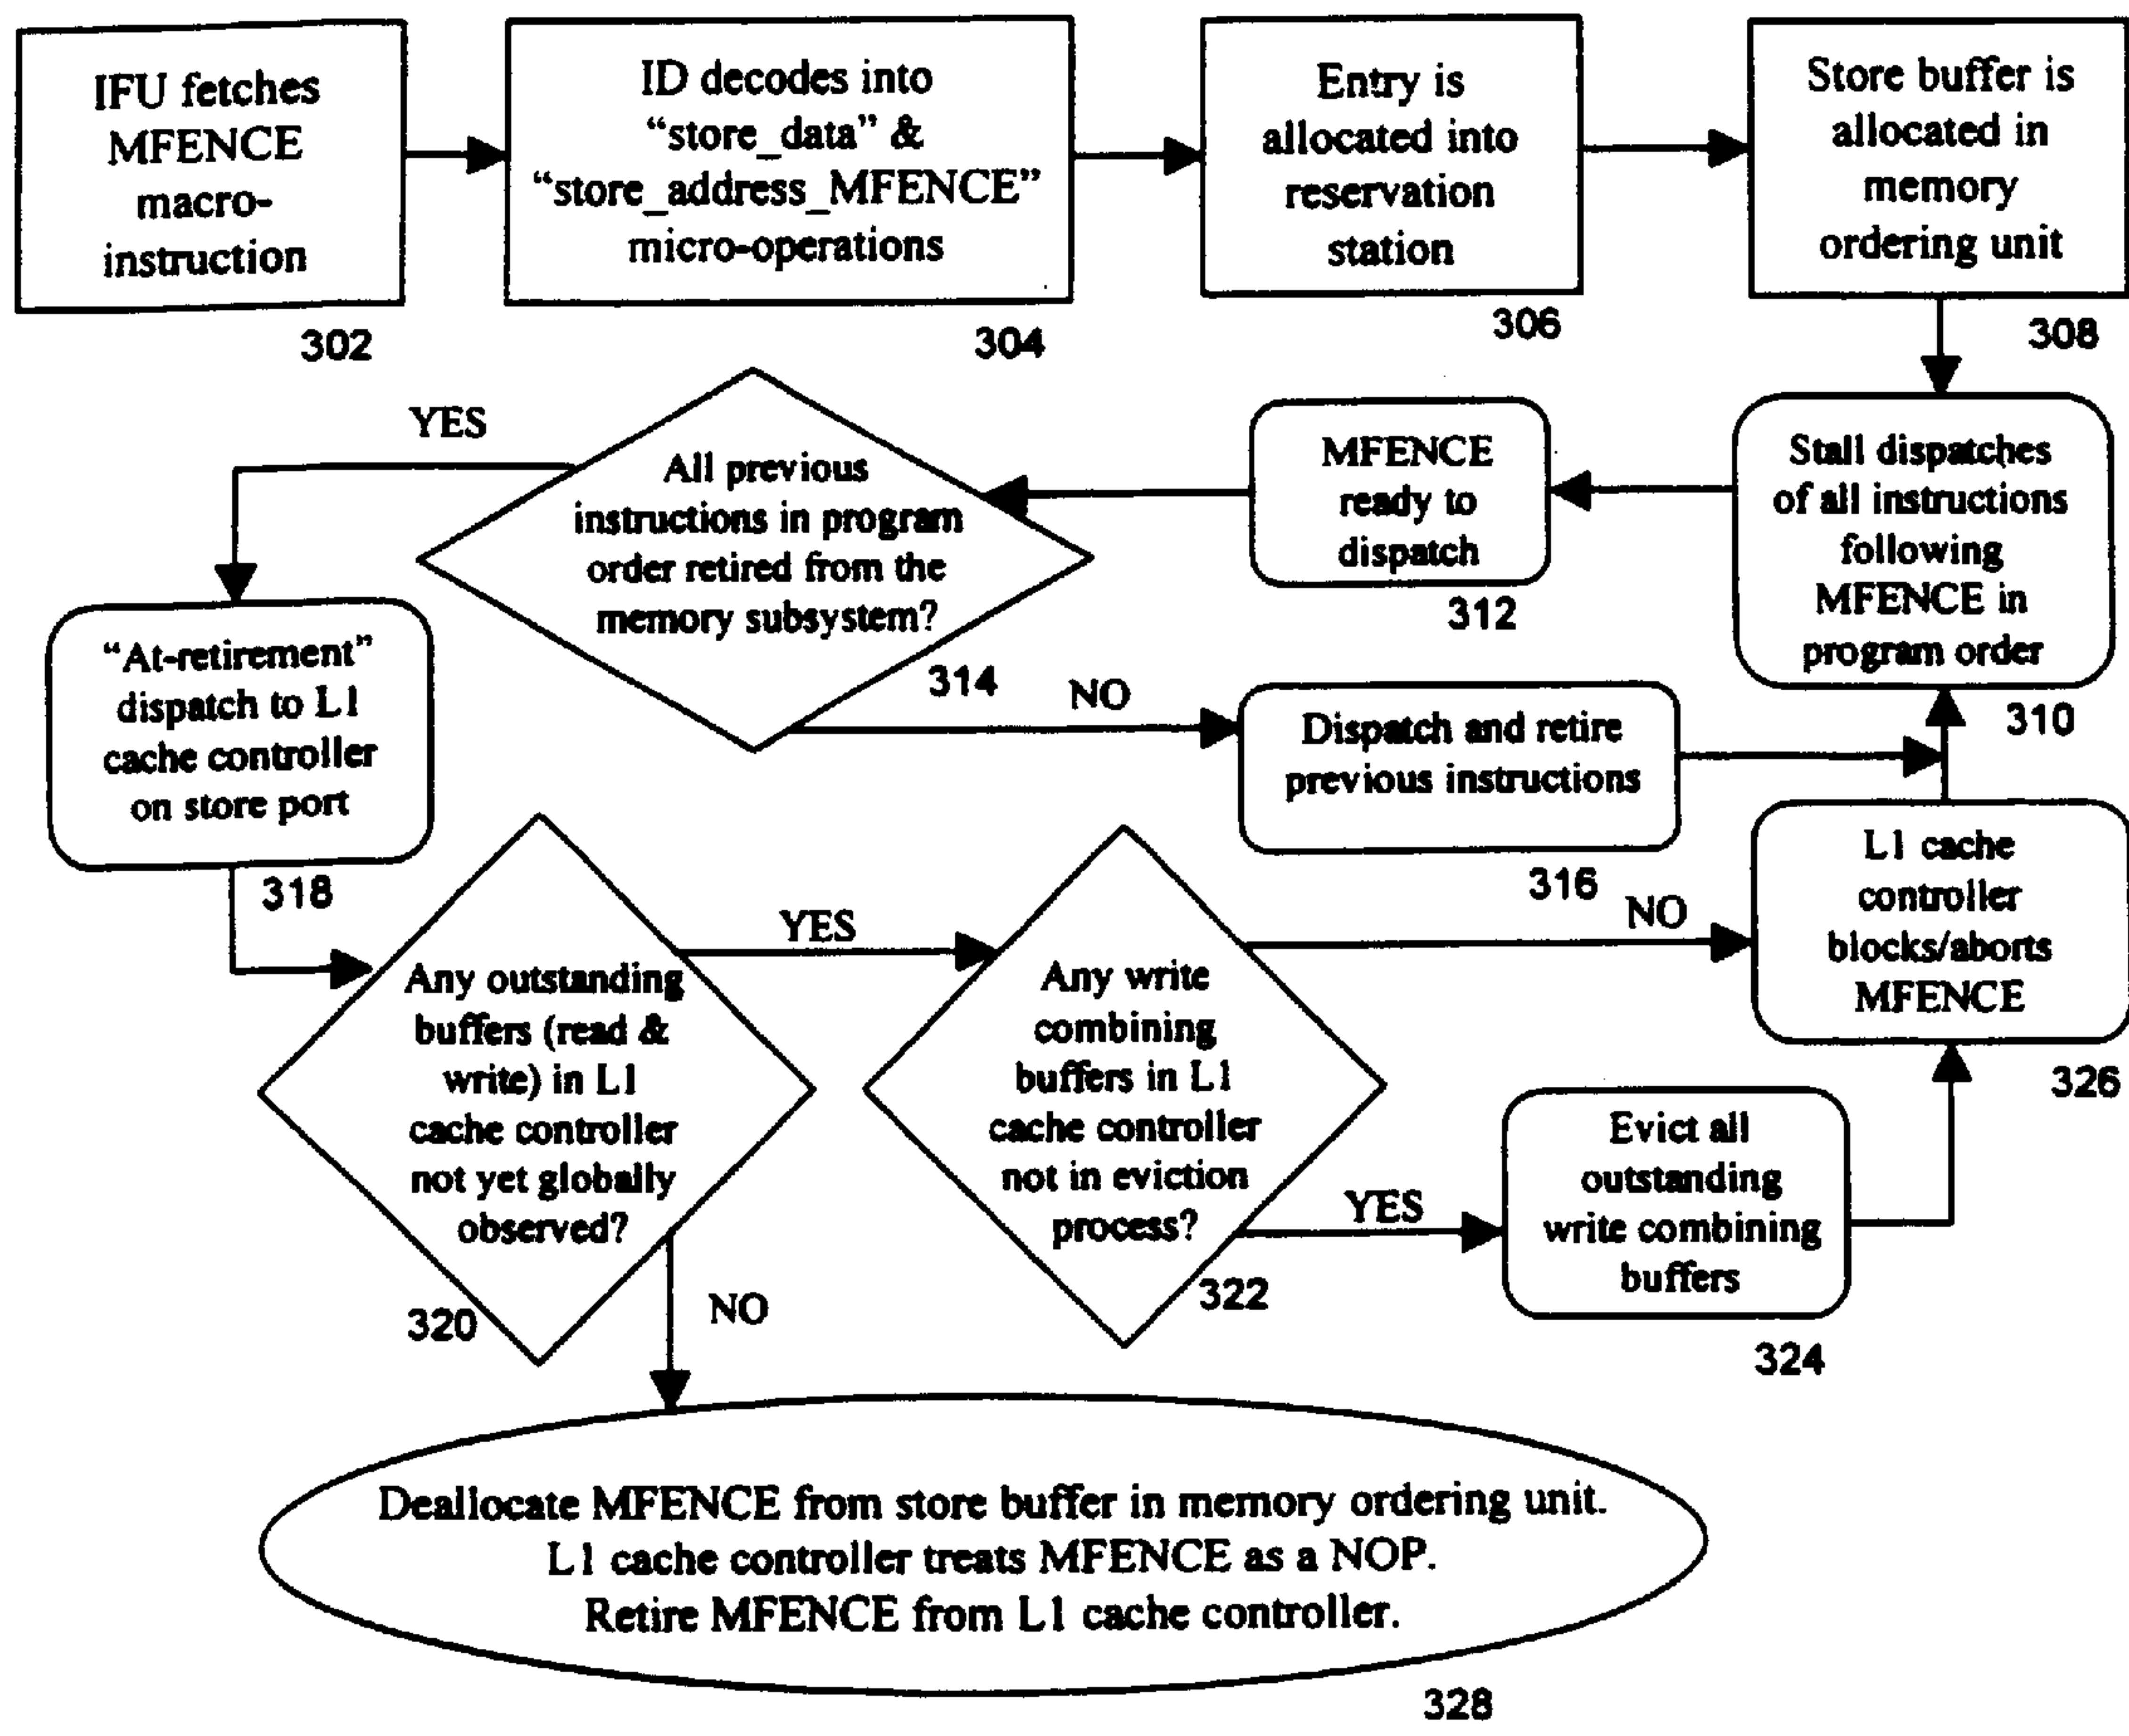 IFU fetches
MFENCE
macro-
instruction
302
ID decodes into
“store_data” &
“store_address_MFENCE”
micro-operations
304
Entry is
allocated into
reservation
station
306
Store buffer is
allocated in
memory
ordering unit
308
Stall dispatches
of all instructions
following
MFENCE in
program order
310
MFENCE
ready to
dispatch
312
All previous
instructions in program
order retired from the
memory subsystem?
314
YES
NO
Dispatch and retire
previous instructions
316
“At-retirement”
dispatch to L1
cache controller
on store port
318
Any outstanding
buffers (read &
write) in L1
cache controller
not yet globally
observed?
320
YES
NO
Any write
combining
buffers in L1
cache controller
not in eviction
process?
322
NO
YES
Evict all
outstanding
write combining
buffers
324
L1 cache
controller
blocks/aborts
MFENCE
326
Deallocate MFENCE from store buffer in memory ordering unit.
L1 cache controller treats MFENCE as a NOP.
Retire MFENCE from L1 cache controller.
328